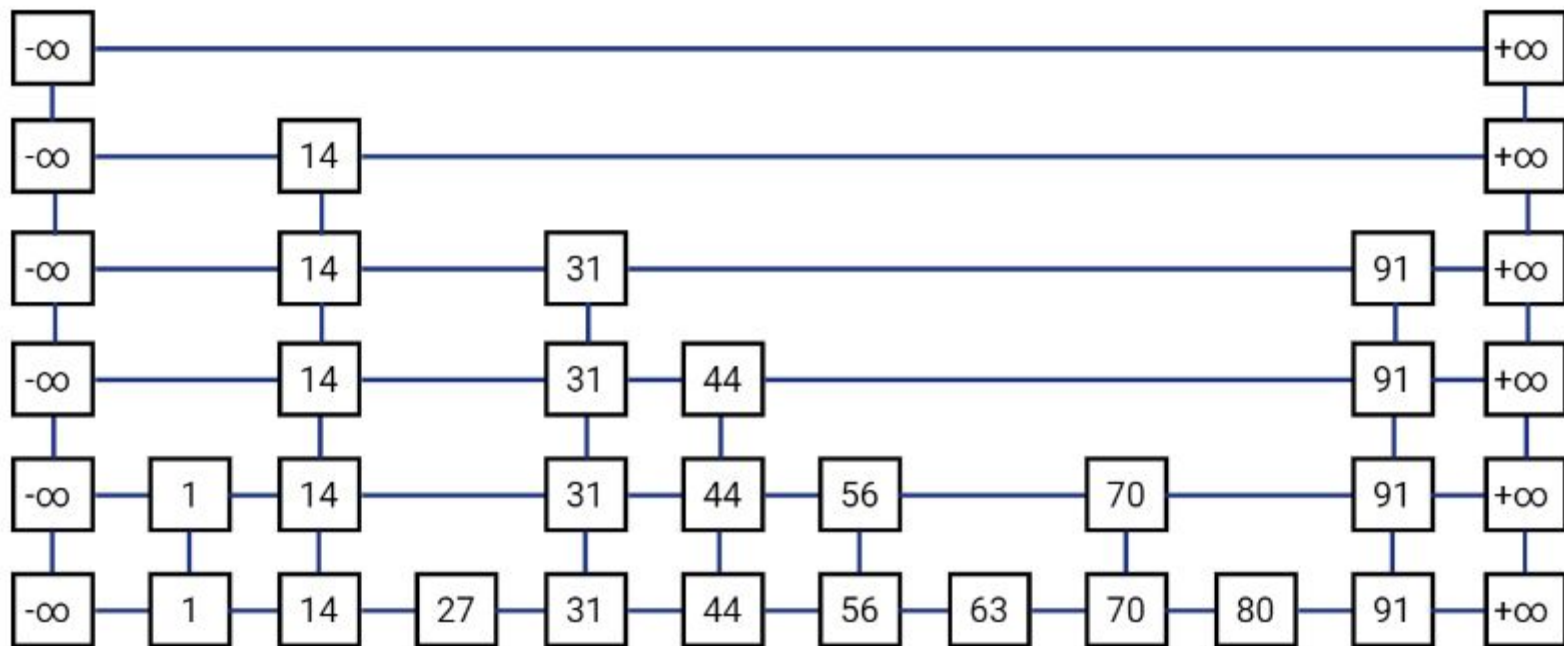 -∞ +∞
-∞ 14 +∞
-∞ 14 31 91 +∞
-∞ 14 31 44 91 +∞
-∞ 1 14 31 44 56 70 91 +∞
-∞ 1 14 27 31 44 56 63 70 80 91 +∞